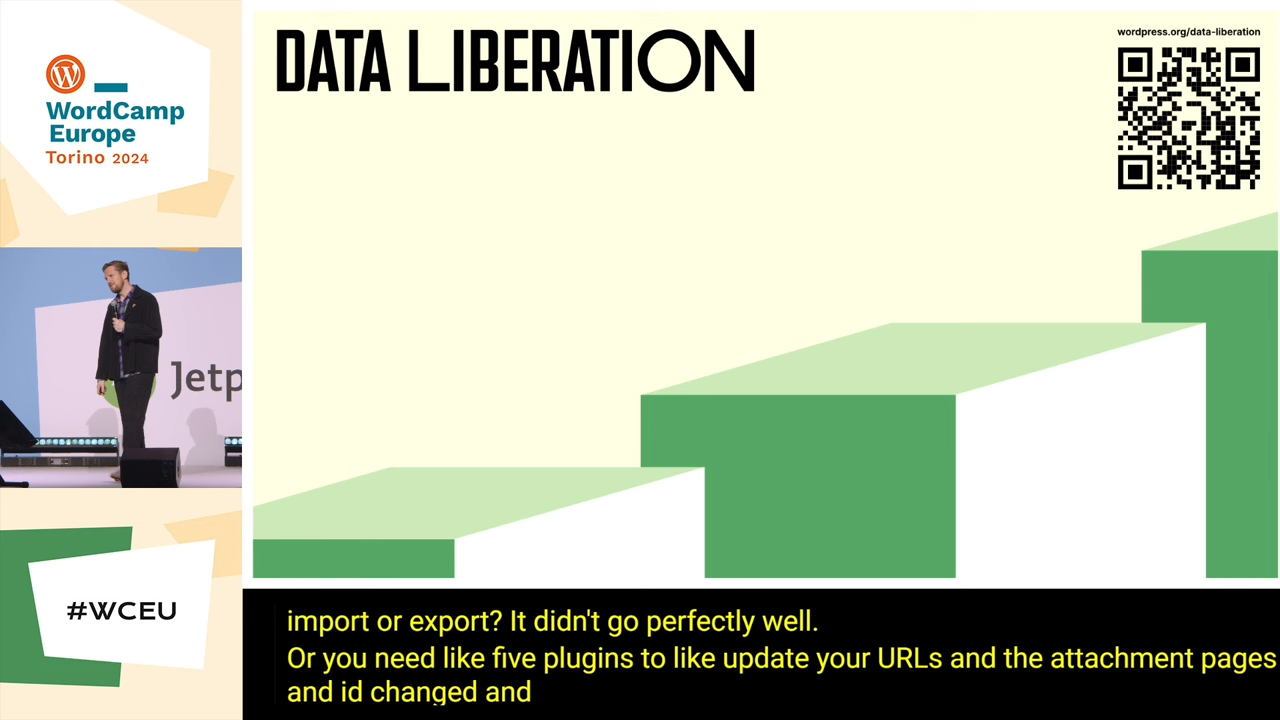 WordCamp
Europe
Torino 2024
Jetp
#WCEU
DATA LIBERATION
wordpress.org/data-liberation
import or export? It didn't go perfectly well.
Or you need like five plugins to like update your URLs and the attachment pages
and id changed and